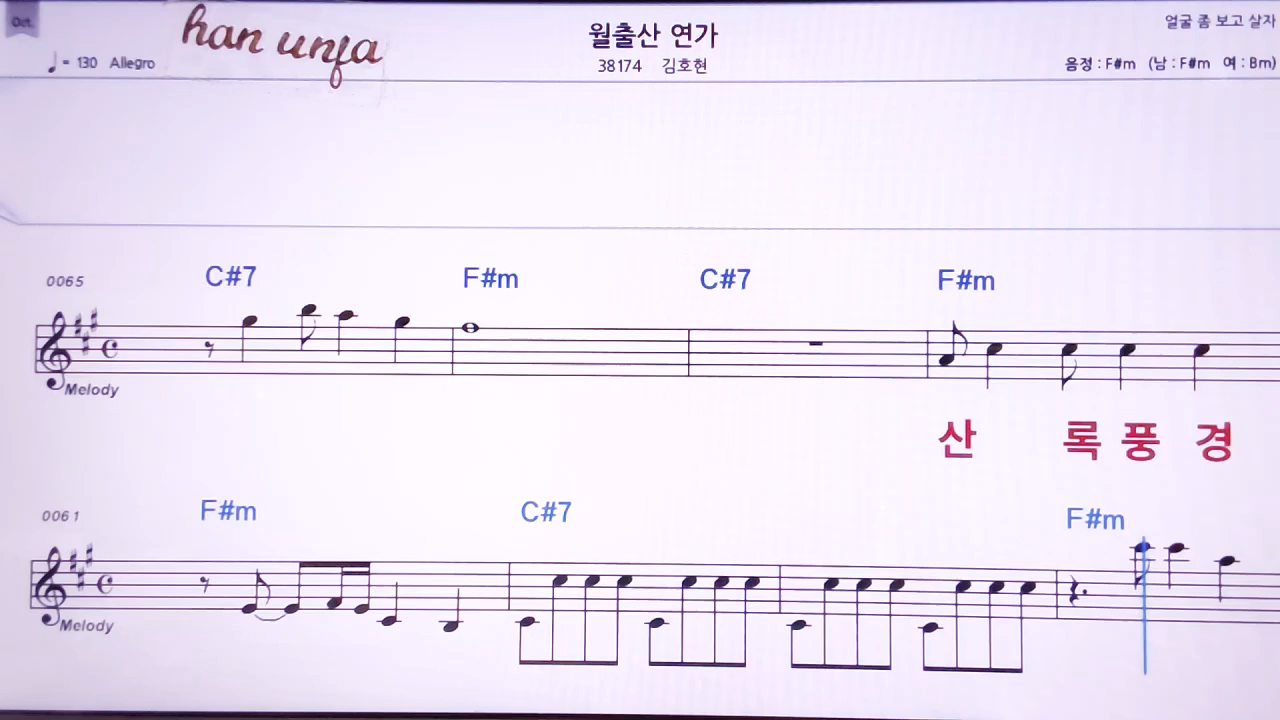 Oct.
han unfa
월출산 연가
얼굴 좀 보고 살자
♩= 130 Allegro
38174 김호현
음정 : F#m (남 : F#m 여 : Bm)
0065 C#7 F#m C#7 F#m
Melody
산 록 풍 경
0061 F#m C#7 F#m
Melody